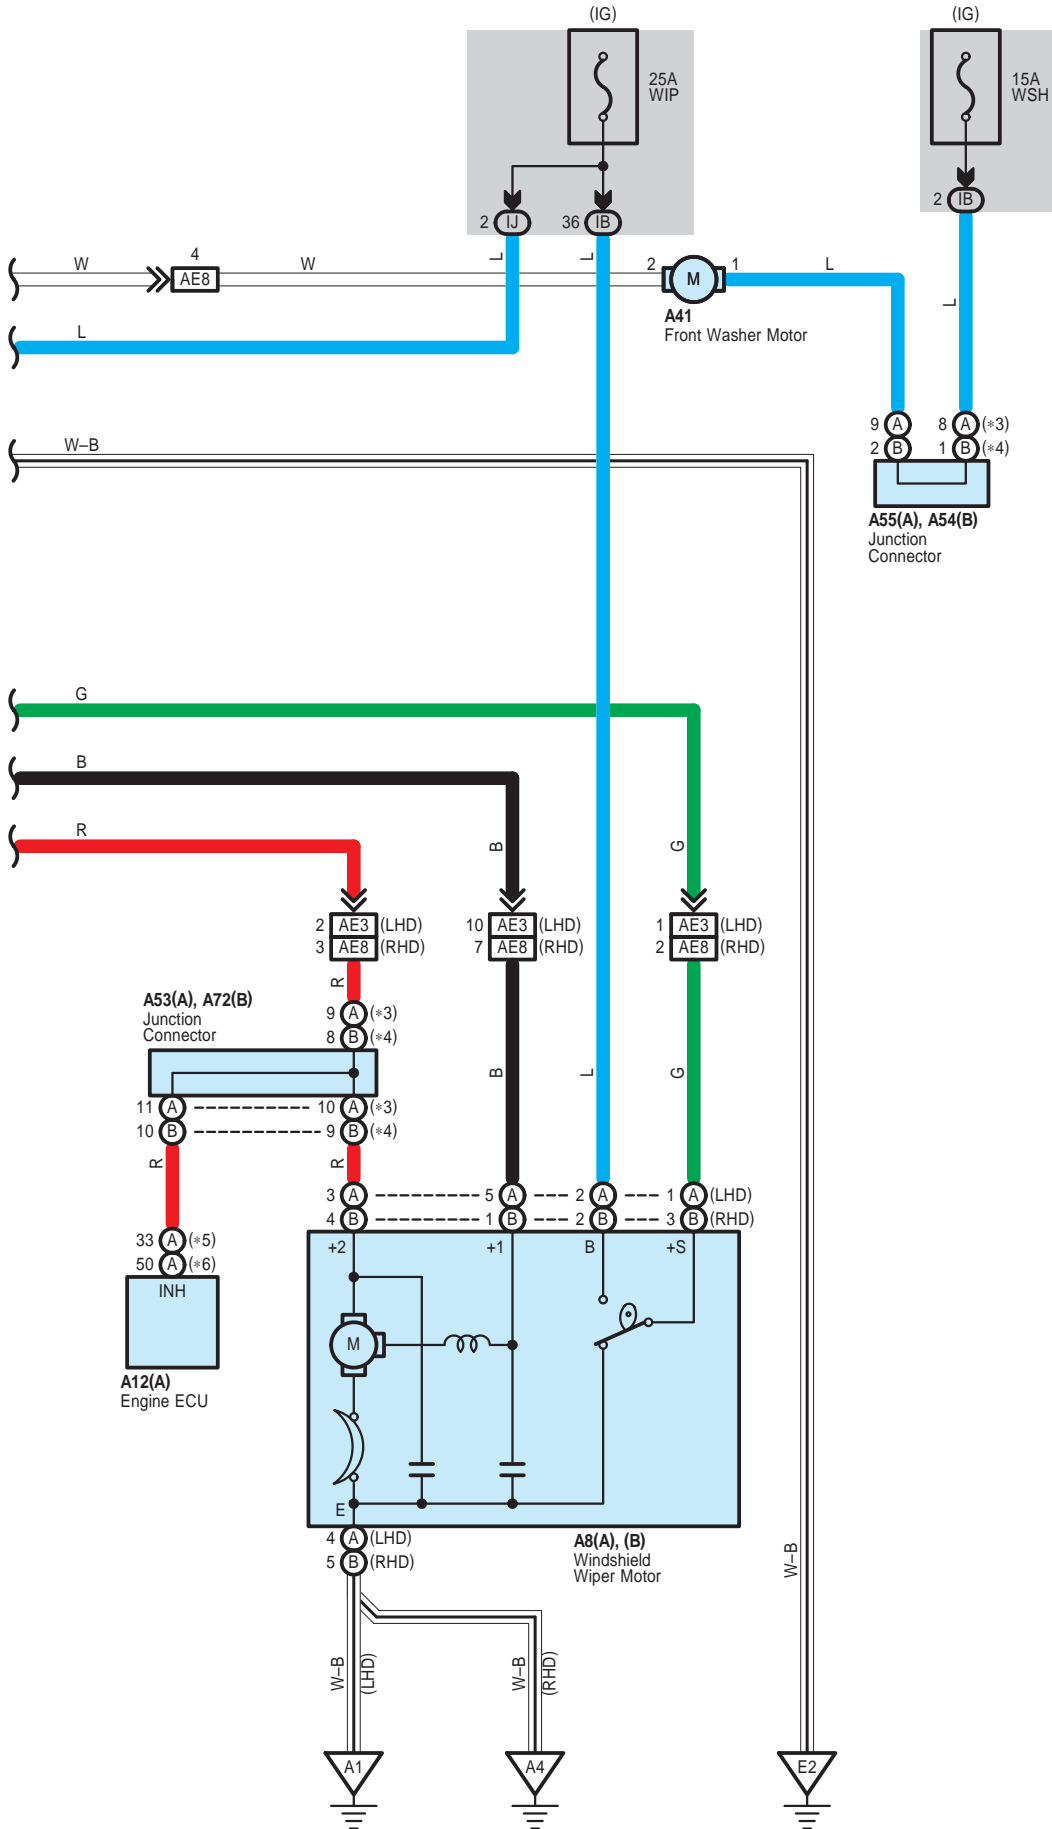 (IG)
(IG)
25A
WIP
15A
WSH
2 IJ
36 IB
2 IB
L
L
W
4
AE8
W
2
M
1
L
A41
Front Washer Motor
L
L
9 A
8 A (*3)
2 B
1 B (*4)
A55(A), A54(B)
Junction
Connector
W–B
G
B
R
B
G
2 AE3 (LHD)
3 AE8 (RHD)
10 AE3 (LHD)
7 AE8 (RHD)
1 AE3 (LHD)
2 AE8 (RHD)
R
A53(A), A72(B)
Junction
Connector
9 A (*3)
8 B (*4)
B
L
G
11 A
10 A (*3)
10 B
9 B (*4)
R
R
3 A
5 A
2 A
1 A (LHD)
4 B
1 B
2 B
3 B (RHD)
33 A (*5)
50 A (*6)
INH
A12(A)
Engine ECU
+2
+1
B
+S
M
E
4 A (LHD)
5 B (RHD)
A8(A), (B)
Windshield
Wiper Motor
W–B
W–B
(LHD)
W–B
(RHD)
A1
A4
E2